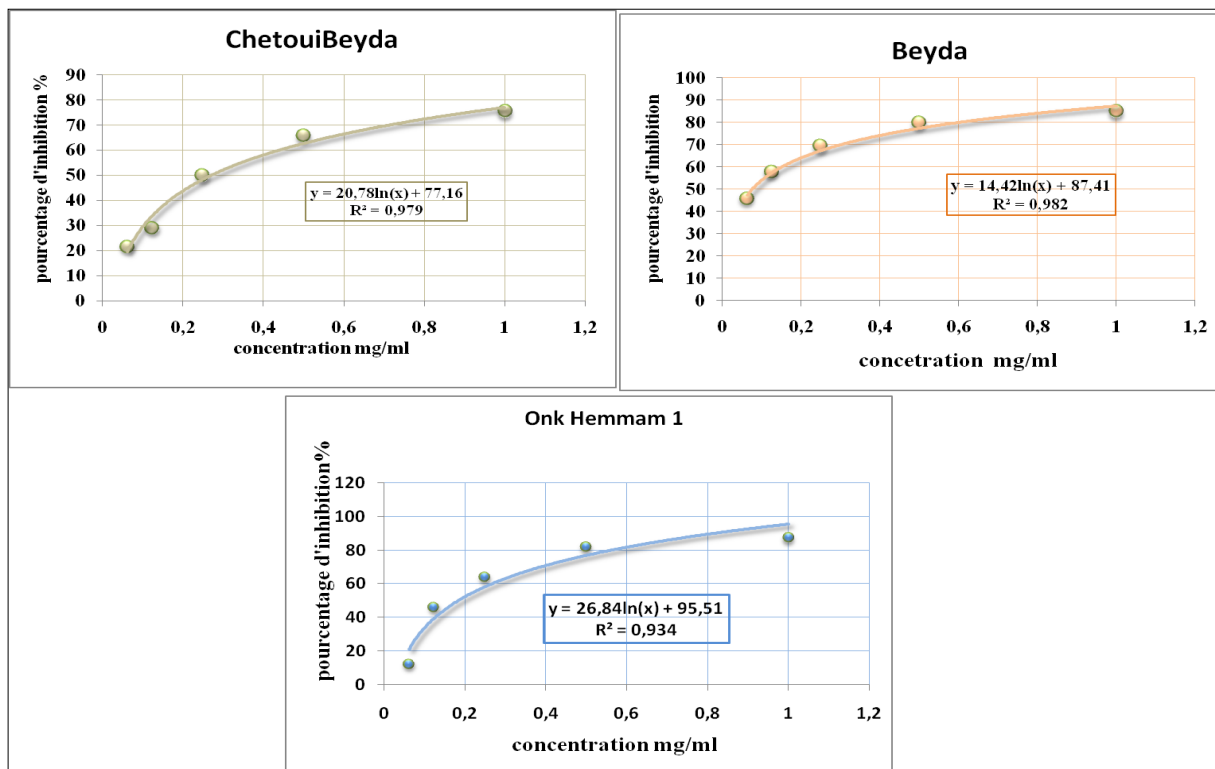 ChetouiBeyda
pourcentage d'inhibition %
90
80
70
60
50
40
30
20
10
0
y = 20,78ln(x) + 77,16
R² = 0,979
0 0,2 0,4 0,6 0,8 1 1,2
concentration mg/ml
Beyda
pourcentage d'inhibition
100
90
80
70
60
50
40
30
20
10
0
y = 14,42ln(x) + 87,41
R² = 0,982
0 0,2 0,4 0,6 0,8 1 1,2
concetration mg/ml
Onk Hemmam 1
pourcentage d'inhibition%
120
100
80
60
40
20
0
y = 26,84ln(x) + 95,51
R² = 0,934
0 0,2 0,4 0,6 0,8 1 1,2
concentration mg/ml